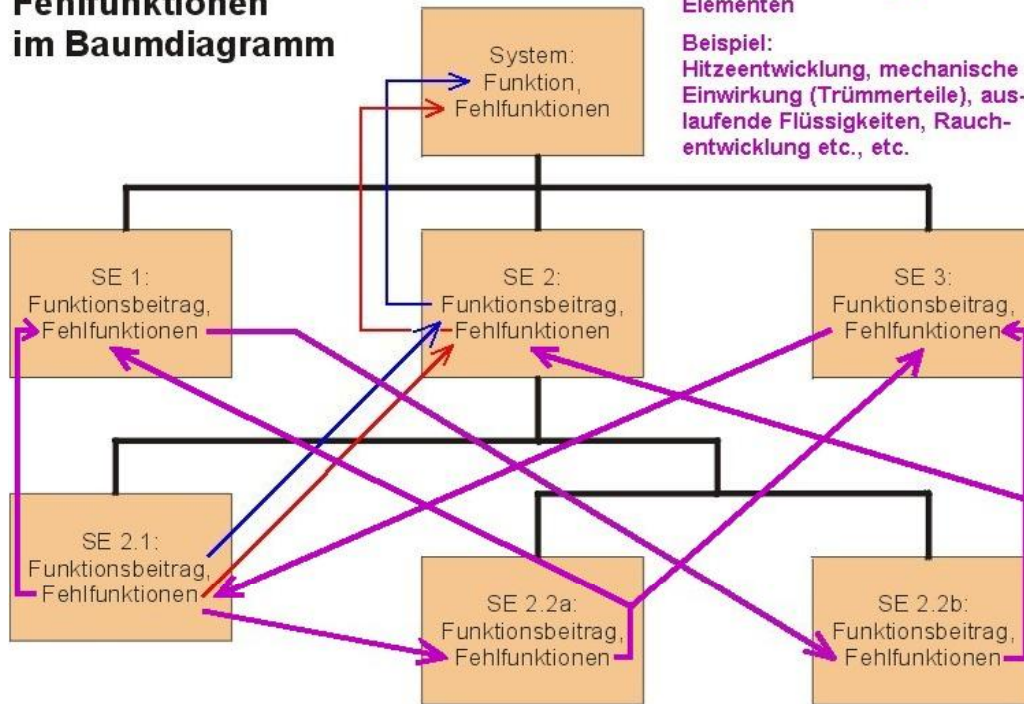 Fehlfunktionen
im Baumdiagramm
Elementen
Beispiel:
Hitzeentwicklung, mechanische
Einwirkung (Trümmerteile), aus-
laufende Flüssigkeiten, Rauch-
entwicklung etc., etc.
System:
Funktion,
Fehlfunktionen
SE 1:
Funktionsbeitrag,
Fehlfunktionen
SE 2:
Funktionsbeitrag,
Fehlfunktionen
SE 3:
Funktionsbeitrag,
Fehlfunktionen
SE 2.1:
Funktionsbeitrag,
Fehlfunktionen
SE 2.2a:
Funktionsbeitrag,
Fehlfunktionen
SE 2.2b:
Funktionsbeitrag,
Fehlfunktionen